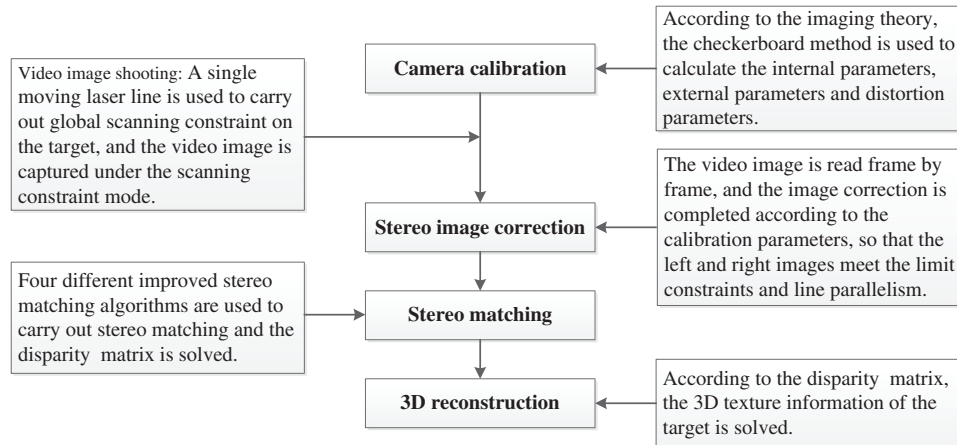 Camera calibration
According to the imaging theory,
the checkerboard method is used to
calculate the internal parameters,
external parameters and distortion
parameters.
Video image shooting: A single
moving laser line is used to carry
out global scanning constraint on
the target, and the video image is
captured under the scanning
constraint mode.
Stereo image correction
The video image is read frame by
frame, and the image correction is
completed according to the
calibration parameters, so that the
left and right images meet the limit
constraints and line parallelism.
Four different improved stereo
matching algorithms are used to
carry out stereo matching and the
disparity matrix is solved.
Stereo matching
3D reconstruction
According to the disparity matrix,
the 3D texture information of the
target is solved.